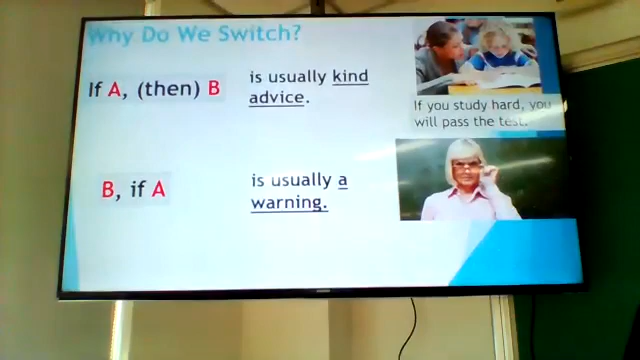 Why Do We Switch?
If A, (then) B
is usually kind
advice.
If you study hard, you
will pass the test.
B, if A
is usually a
warning.